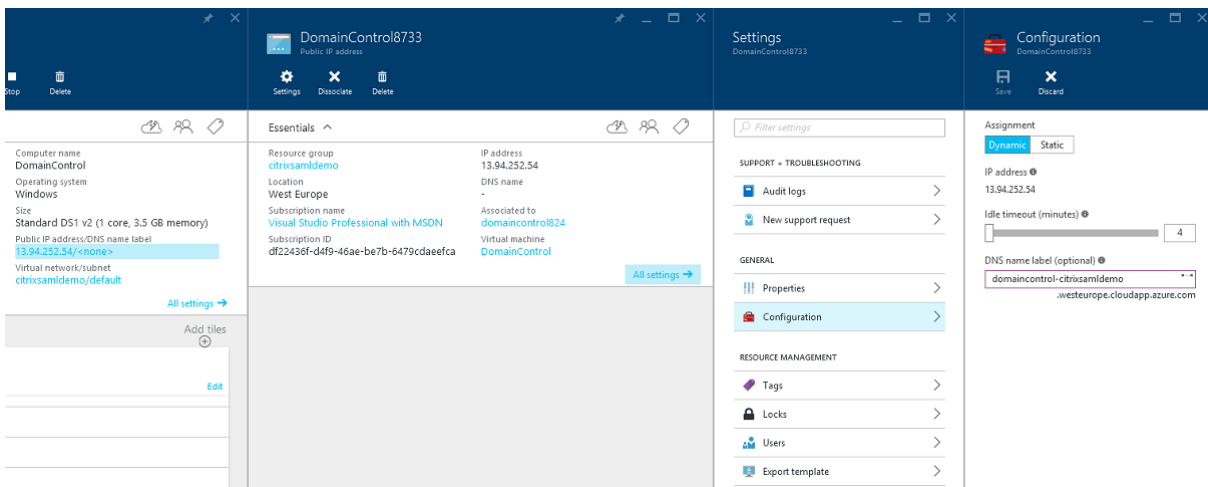 Stop
Delete
Computer name
DomainControl
Operating system
Windows
Size
Standard DS1 v2 (1 core, 3.5 GB memory)
Public IP address/DNS name label
13.94.252.54/<none>
Virtual network/subnet
citrixsamldemo/default
All settings →
Add tiles
Edit
DomainControl8733
Public IP address
Settings
Dissociate
Delete
Essentials
Resource group
citrixsamldemo
Location
West Europe
Subscription name
Visual Studio Professional with MSDN
Subscription ID
df22436f-d4f9-46ae-be7b-6479cdaeefca
IP address
13.94.252.54
DNS name
-
Associated to
domaincontrol824
Virtual machine
DomainControl
All settings →
Settings
DomainControl8733
Filter settings
SUPPORT + TROUBLESHOOTING
Audit logs
New support request
GENERAL
Properties
Configuration
RESOURCE MANAGEMENT
Tags
Locks
Users
Export template
Configuration
DomainControl8733
Save
Discard
Assignment
Dynamic
Static
IP address
13.94.252.54
Idle timeout (minutes)
4
DNS name label (optional)
domaincontrol-citrixsamldemo
.westeurope.cloudapp.azure.com